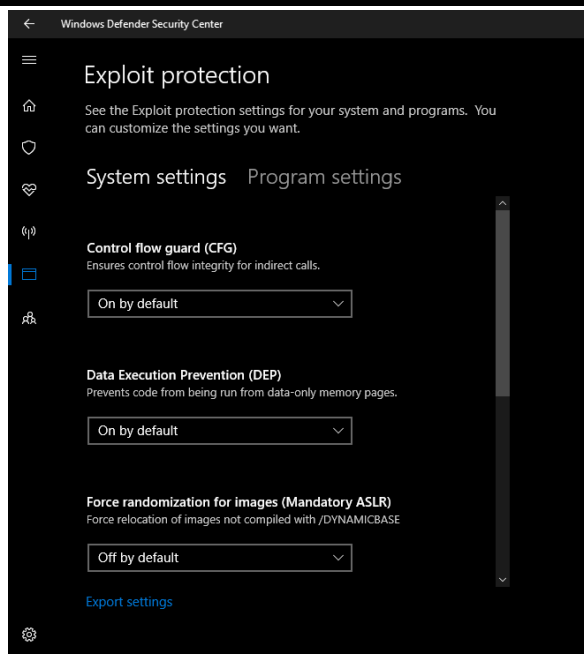 Windows Defender Security Center
Exploit protection
See the Exploit protection settings for your system and programs. You
can customize the settings you want.
System settings Program settings
Control flow guard (CFG)
Ensures control flow integrity for indirect calls.
On by default
Data Execution Prevention (DEP)
Prevents code from being run from data-only memory pages.
On by default
Force randomization for images (Mandatory ASLR)
Force relocation of images not compiled with /DYNAMICBASE
Off by default
Export settings